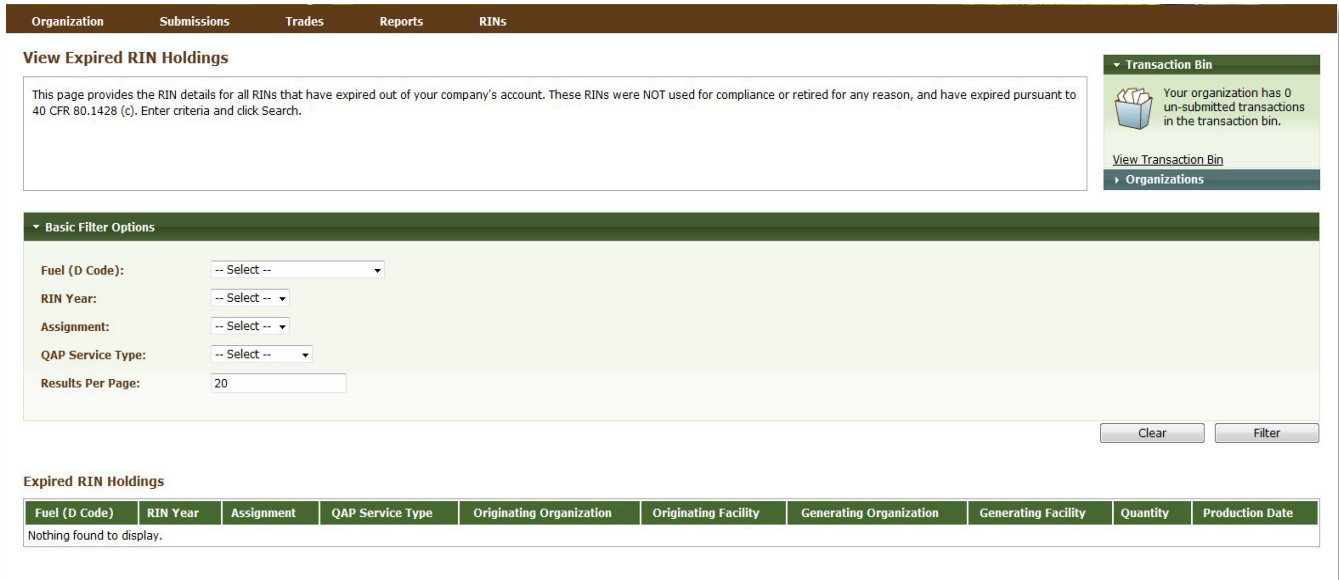 Organization Submissions Trades Reports RINs
View Expired RIN Holdings
This page provides the RIN details for all RINs that have expired out of your company's account. These RINs were NOT used for compliance or retired for any reason, and have expired pursuant to
40 CFR 80.1428 (c). Enter criteria and click Search.
Transaction Bin
Your organization has 0
un-submitted transactions
in the transaction bin.
View Transaction Bin
Organizations
Basic Filter Options
Fuel (D Code): -- Select --
RIN Year: -- Select --
Assignment: -- Select --
QAP Service Type: -- Select --
Results Per Page: 20
Clear Filter
Expired RIN Holdings
Fuel (D Code) RIN Year Assignment QAP Service Type Originating Organization Originating Facility Generating Organization Generating Facility Quantity Production Date
Nothing found to display.